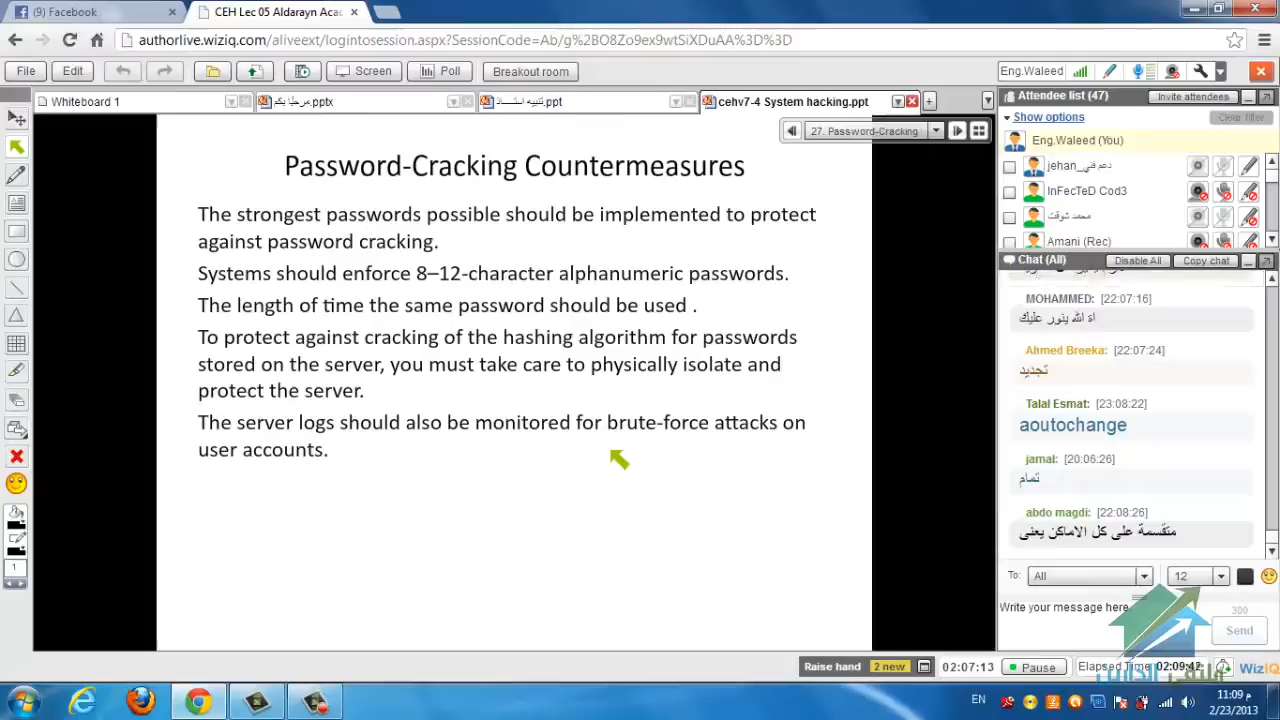 (9) Facebook
CEH Lec 05 Aldarayn Aca
authorlive.wiziq.com/aliveext/logintosession.aspx?SessionCode=Ab/g%2BO8Zo9ex9wtSiXDuAA%3D%3D
File
Edit
Screen
Poll
Breakout room
Eng.Waleed
Whiteboard 1
مرحبا بكم.pptx
cehv7-4 System hacking.ppt
Attendee list (47)
Invite attendees
Show options
Clear filter
27. Password-Cracking
Eng.Waleed (You)
jehan_دعم فني
InFecTeD Cod3
محمد شوقت
Amani (Rec)
Password-Cracking Countermeasures
The strongest passwords possible should be implemented to protect
against password cracking.
Systems should enforce 8–12-character alphanumeric passwords.
The length of time the same password should be used .
To protect against cracking of the hashing algorithm for passwords
stored on the server, you must take care to physically isolate and
protect the server.
The server logs should also be monitored for brute-force attacks on
user accounts.
Chat (All)
Disable All
Copy chat
MOHAMMED: [22:07:16]
اة الله ينور عليك
Ahmed Breeka: [22:07:24]
تجديد
Talal Esmat: [23:08:22]
aoutochange
jamal: [20:06:26]
تمام
abdo magdi: [22:08:26]
متقسمة على كل الاماكن يعنى
To:
All
12
Write your message here
300
Send
1
Raise hand
2 new
02:07:13
Pause
Elapsed Time: 02:09:42
WizIQ
ملتقى الدارين
EN
11:09 م
2/23/2013